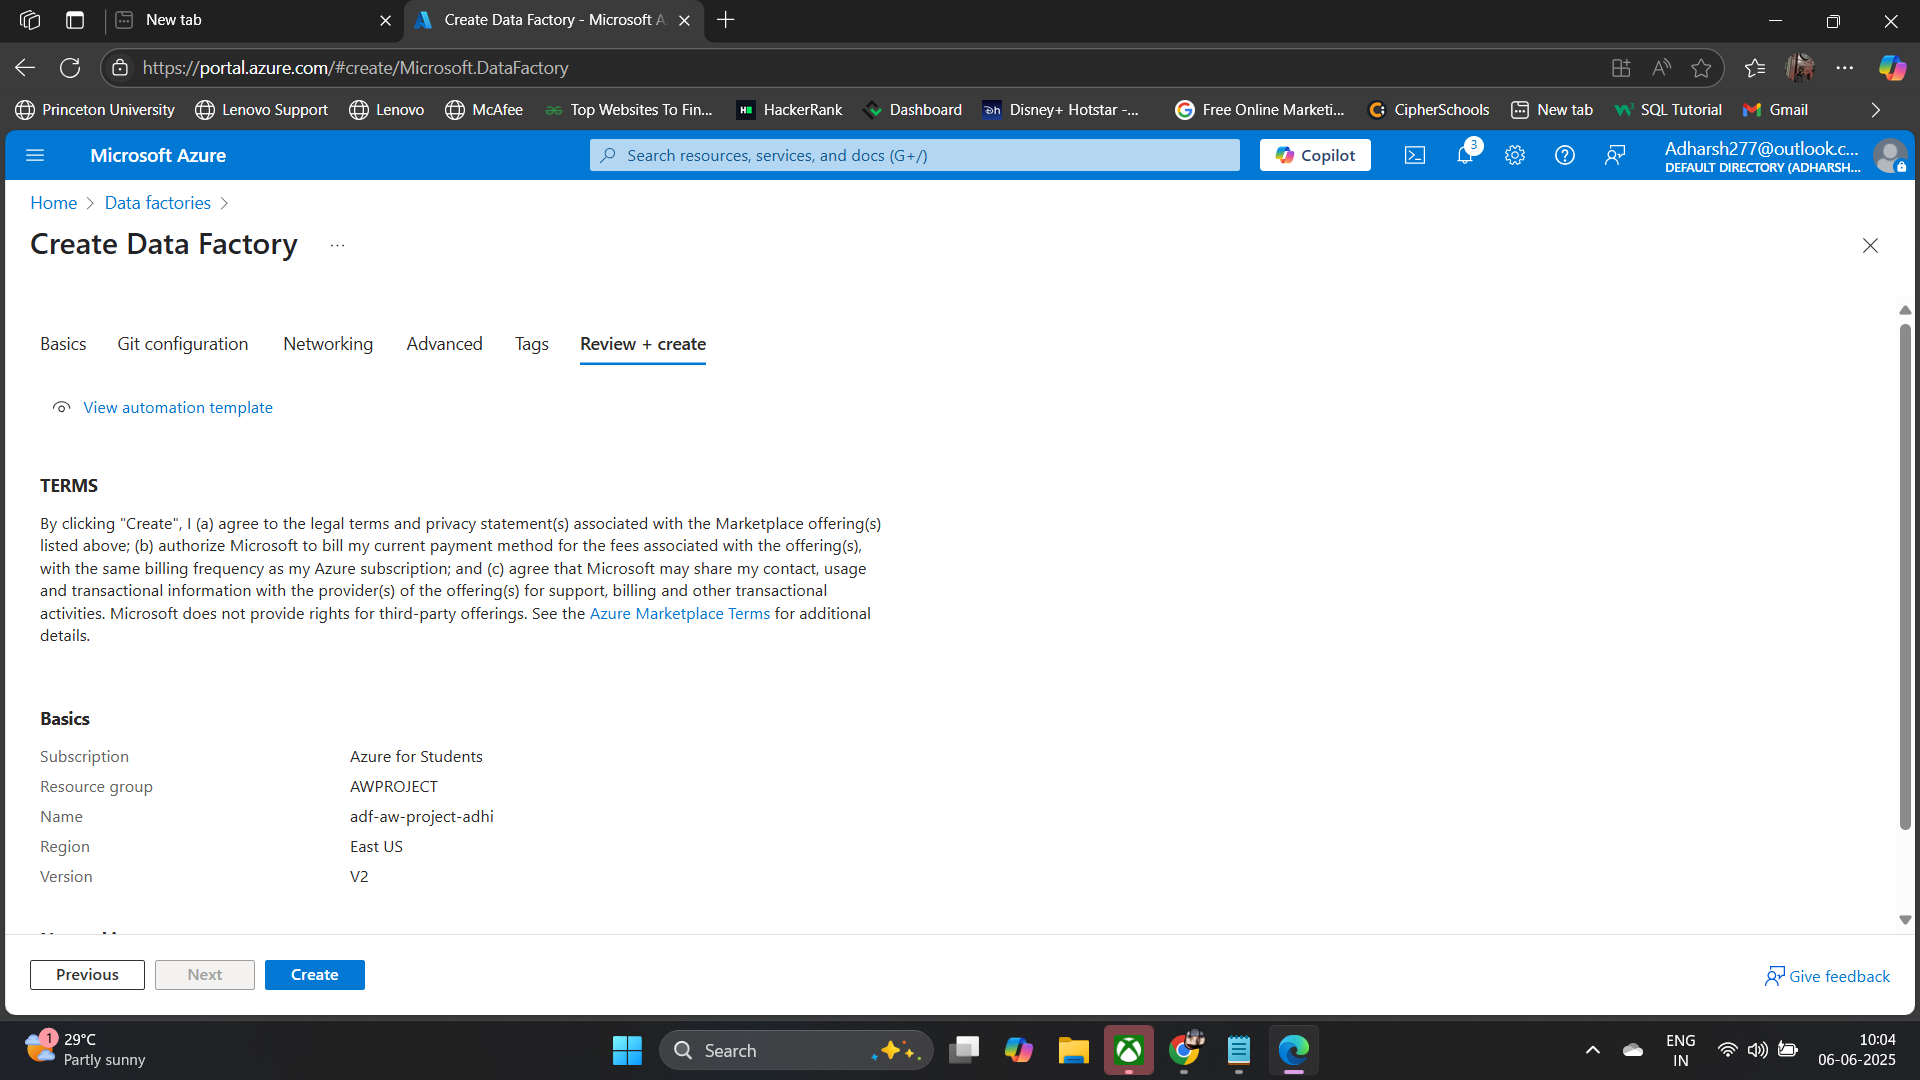 New tab
Create Data Factory - Microsoft A
https://portal.azure.com/#create/Microsoft.DataFactory
Princeton University
Lenovo Support
Lenovo
McAfee
Top Websites To Fin...
HackerRank
Dashboard
Disney+ Hotstar -...
Free Online Marketi...
CipherSchools
New tab
SQL Tutorial
Gmail
Microsoft Azure
Search resources, services, and docs (G+/)
Copilot
3
Adharsh277@outlook.c...
DEFAULT DIRECTORY (ADHARSH...
Home
Data factories
Create Data Factory
...
Basics
Git configuration
Networking
Advanced
Tags
Review + create
View automation template
TERMS
By clicking "Create", I (a) agree to the legal terms and privacy statement(s) associated with the Marketplace offering(s)
listed above; (b) authorize Microsoft to bill my current payment method for the fees associated with the offering(s),
with the same billing frequency as my Azure subscription; and (c) agree that Microsoft may share my contact, usage
and transactional information with the provider(s) of the offering(s) for support, billing and other transactional
activities. Microsoft does not provide rights for third-party offerings. See the Azure Marketplace Terms for additional
details.
Basics
Subscription Azure for Students
Resource group AWPROJECT
Name adf-aw-project-adhi
Region East US
Version V2
Previous
Next
Create
Give feedback
1
29°C
Partly sunny
Search
ENG
IN
10:04
06-06-2025